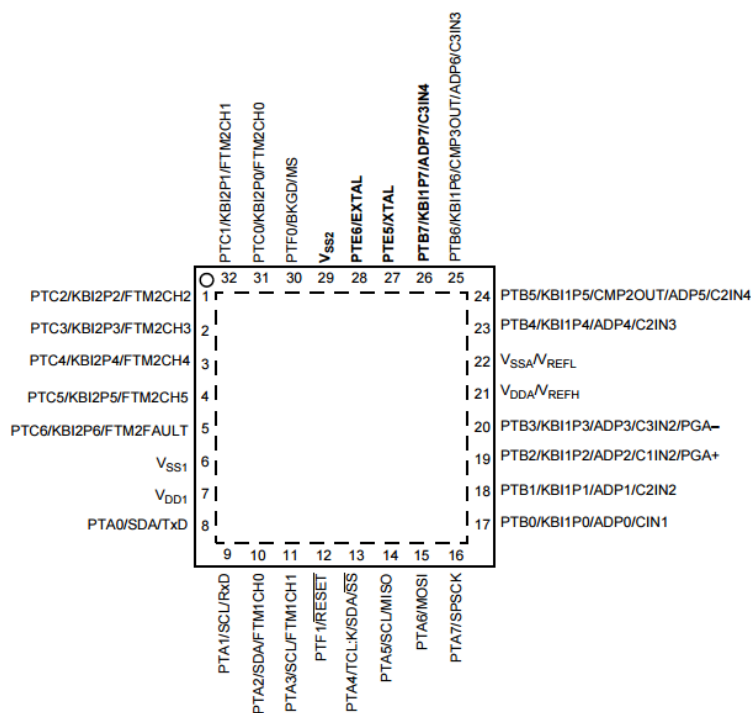 PTC1/KBI2P1/FTM2CH1
PTC0/KBI2P0/FTM2CH0
PTF0/BKGD/MS
VSS2
PTE6/EXTAL
PTE5/XTAL
PTB7/KBI1P7/ADP7/C3IN4
PTB6/KBI1P6/CMP3OUT/ADP6/C3IN3
32 31 30 29 28 27 26 25
PTC2/KBI2P2/FTM2CH2 1
PTC3/KBI2P3/FTM2CH3 2
PTC4/KBI2P4/FTM2CH4 3
PTC5/KBI2P5/FTM2CH5 4
PTC6/KBI2P6/FTM2FAULT 5
VSS1 6
VDD1 7
PTA0/SDA/TxD 8
24 PTB5/KBI1P5/CMP2OUT/ADP5/C2IN4
23 PTB4/KBI1P4/ADP4/C2IN3
22 VSSA/VREFL
21 VDDA/VREFH
20 PTB3/KBI1P3/ADP3/C3IN2/PGA−
19 PTB2/KBI1P2/ADP2/C1IN2/PGA+
18 PTB1/KBI1P1/ADP1/C2IN2
17 PTB0/KBI1P0/ADP0/CIN1
9 10 11 12 13 14 15 16
PTA1/SCL/RxD
PTA2/SDA/FTM1CH0
PTA3/SCL/FTM1CH1
PTF1/RESET
PTA4/TCL:K/SDA/SS
PTA5/SCL/MISO
PTA6/MOSI
PTA7/SPSCK